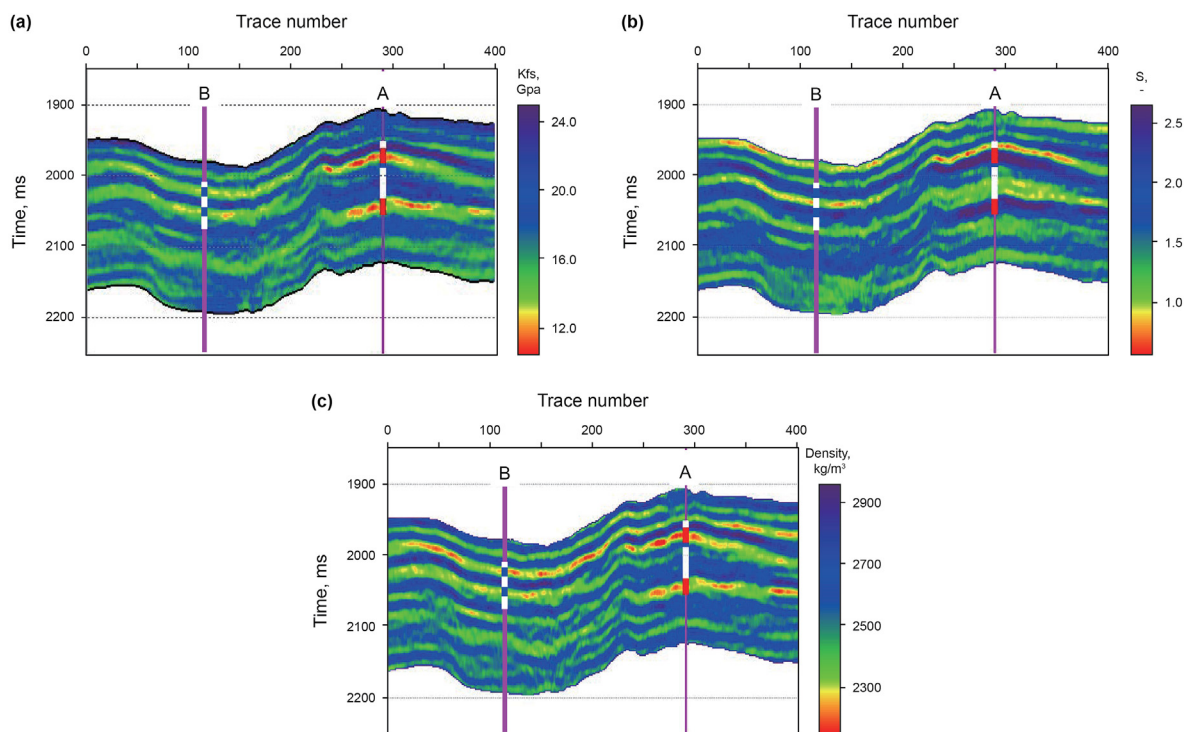 (a)
Trace number
0 100 200 300 400
Kfs,
Gpa
B A
1900
2000
2100
2200
Time, ms
24.0
20.0
16.0
12.0
(b)
Trace number
0 100 200 300 400
S,
-
B A
1900
2000
2100
2200
Time, ms
2.5
2.0
1.5
1.0
(c)
Trace number
0 100 200 300 400
Density,
kg/m³
B A
1900
2000
2100
2200
Time, ms
2900
2700
2500
2300